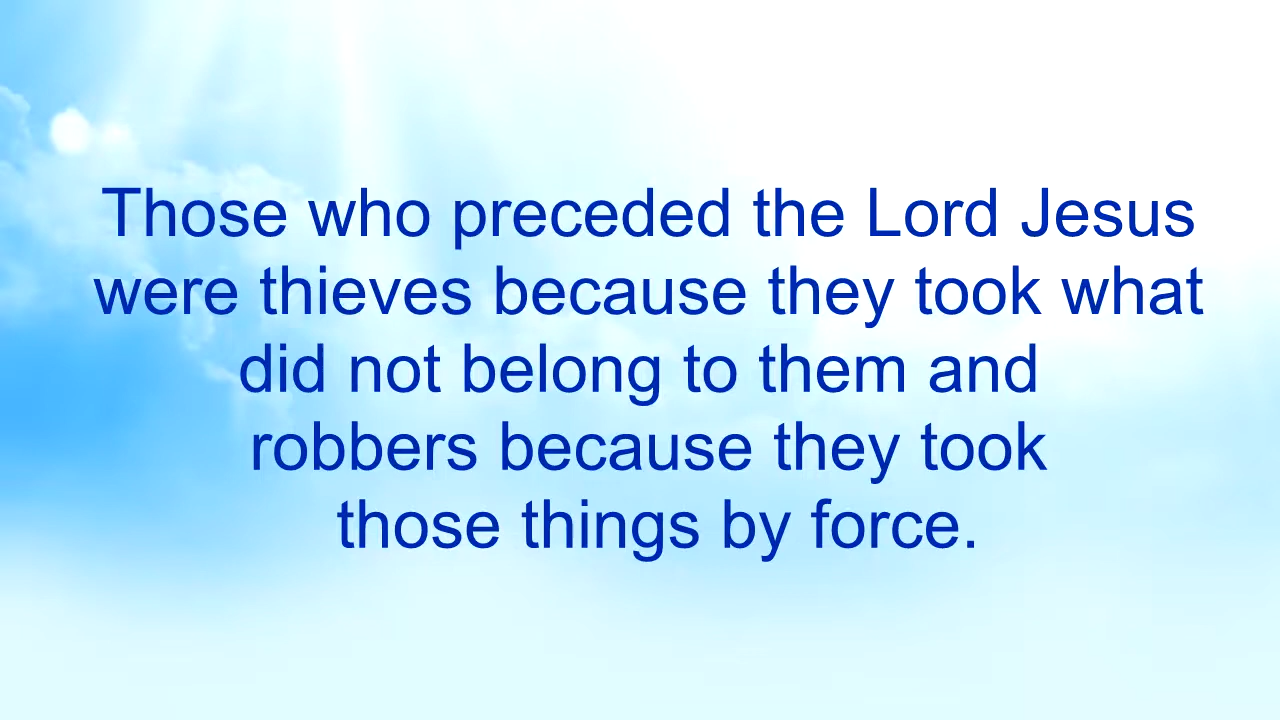 Those who preceded the Lord Jesus
were thieves because they took what
did not belong to them and
robbers because they took
those things by force.